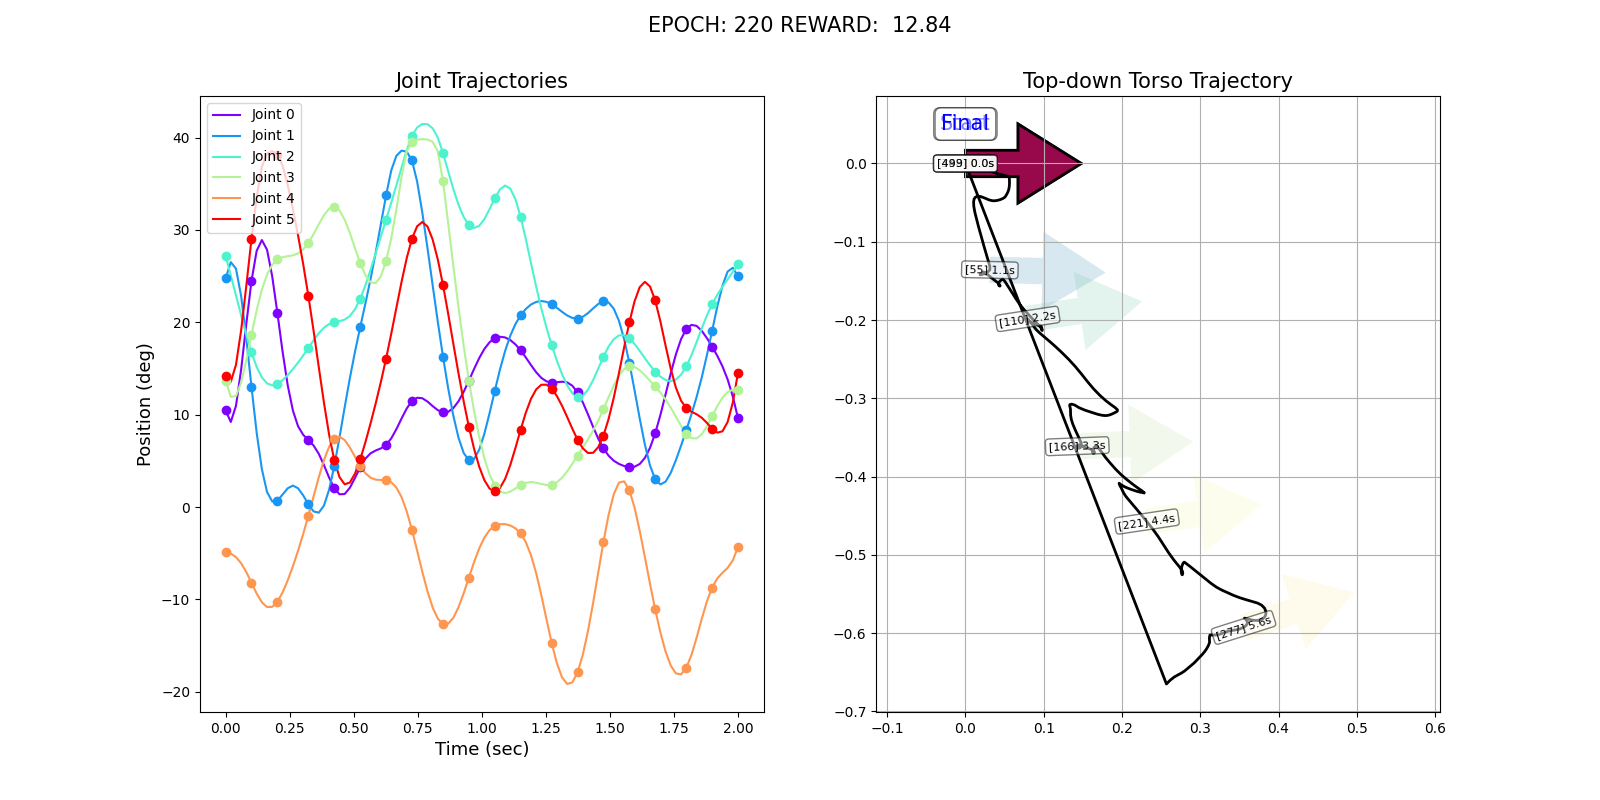 EPOCH: 220 REWARD:  12.84
Joint Trajectories
Joint 0
Joint 1
Joint 2
Joint 3
Joint 4
Joint 5
40
30
20
10
0
−10
−20
Position (deg)
0.00 0.25 0.50 0.75 1.00 1.25 1.50 1.75 2.00
Time (sec)
Top-down Torso Trajectory
Final
[499] 0.0s
[55] 1.1s
[110] 2.2s
[166] 3.3s
[221] 4.4s
[277] 5.6s
0.0
−0.1
−0.2
−0.3
−0.4
−0.5
−0.6
−0.7
−0.1 0.0 0.1 0.2 0.3 0.4 0.5 0.6